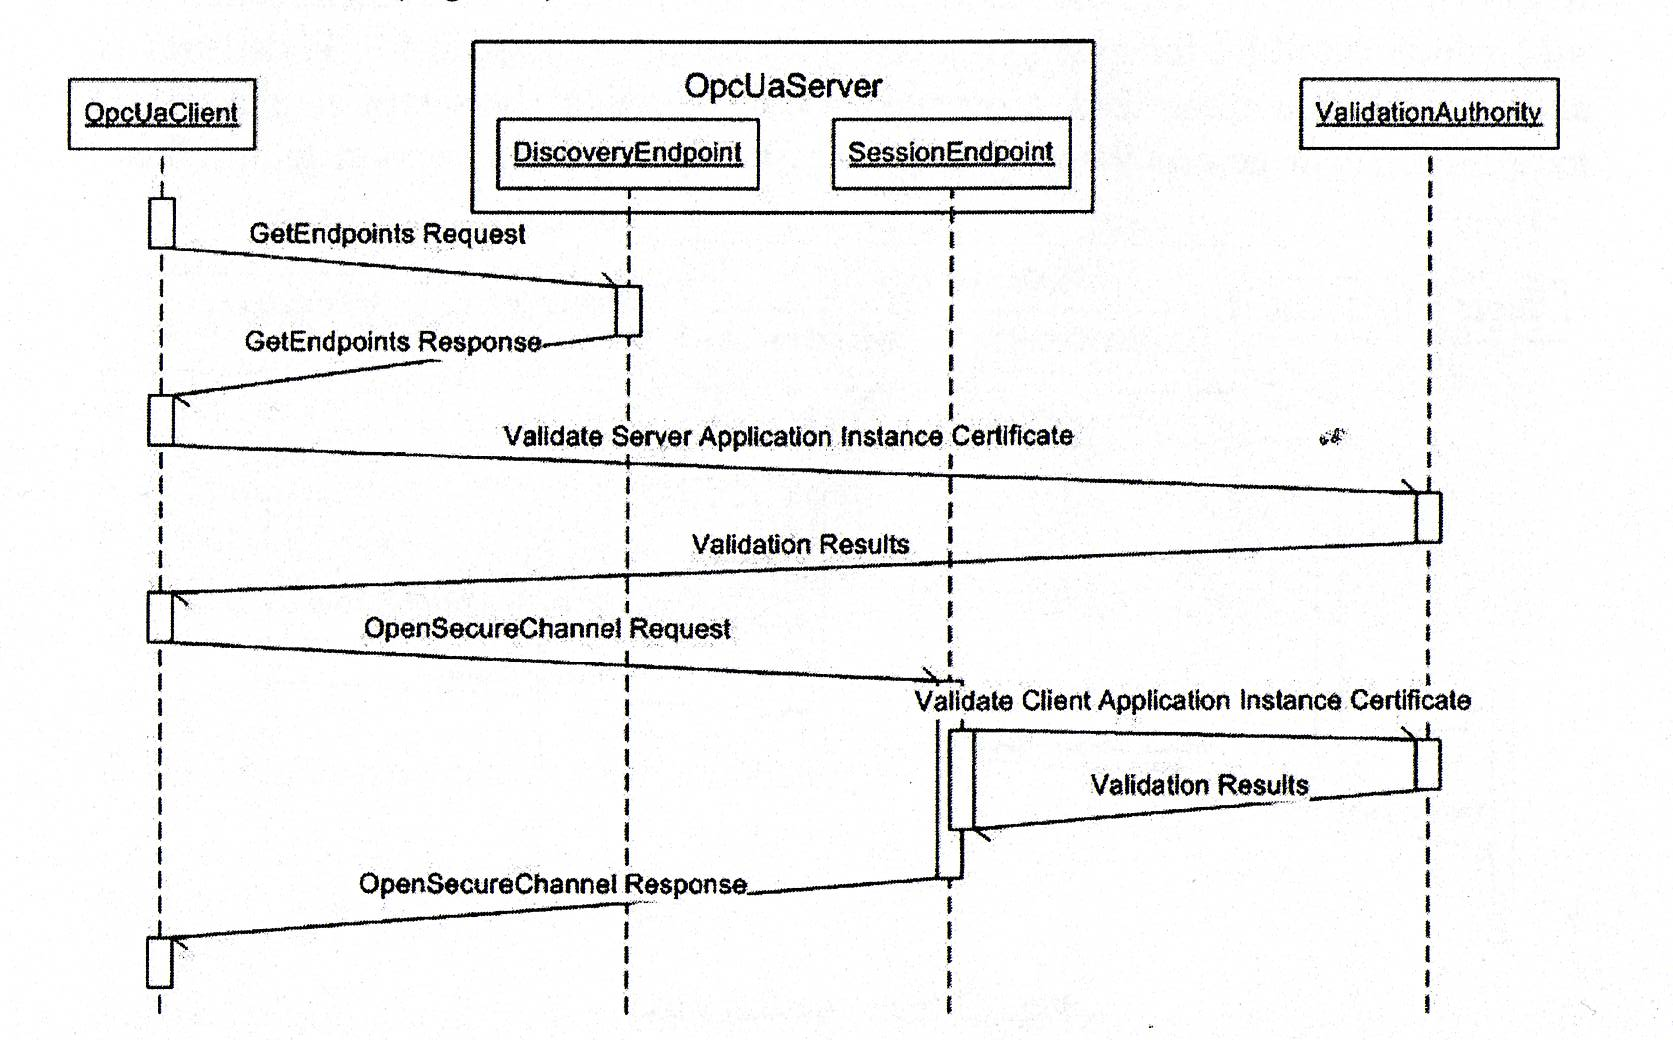 OpcUaServer
OpcUaClient
DiscoveryEndpoint
SessionEndpoint
ValidationAuthority
GetEndpoints Request
GetEndpoints Response
Validate Server Application Instance Certificate
Validation Results
OpenSecureChannel Request
Validate Client Application Instance Certificate
Validation Results
OpenSecureChannel Response